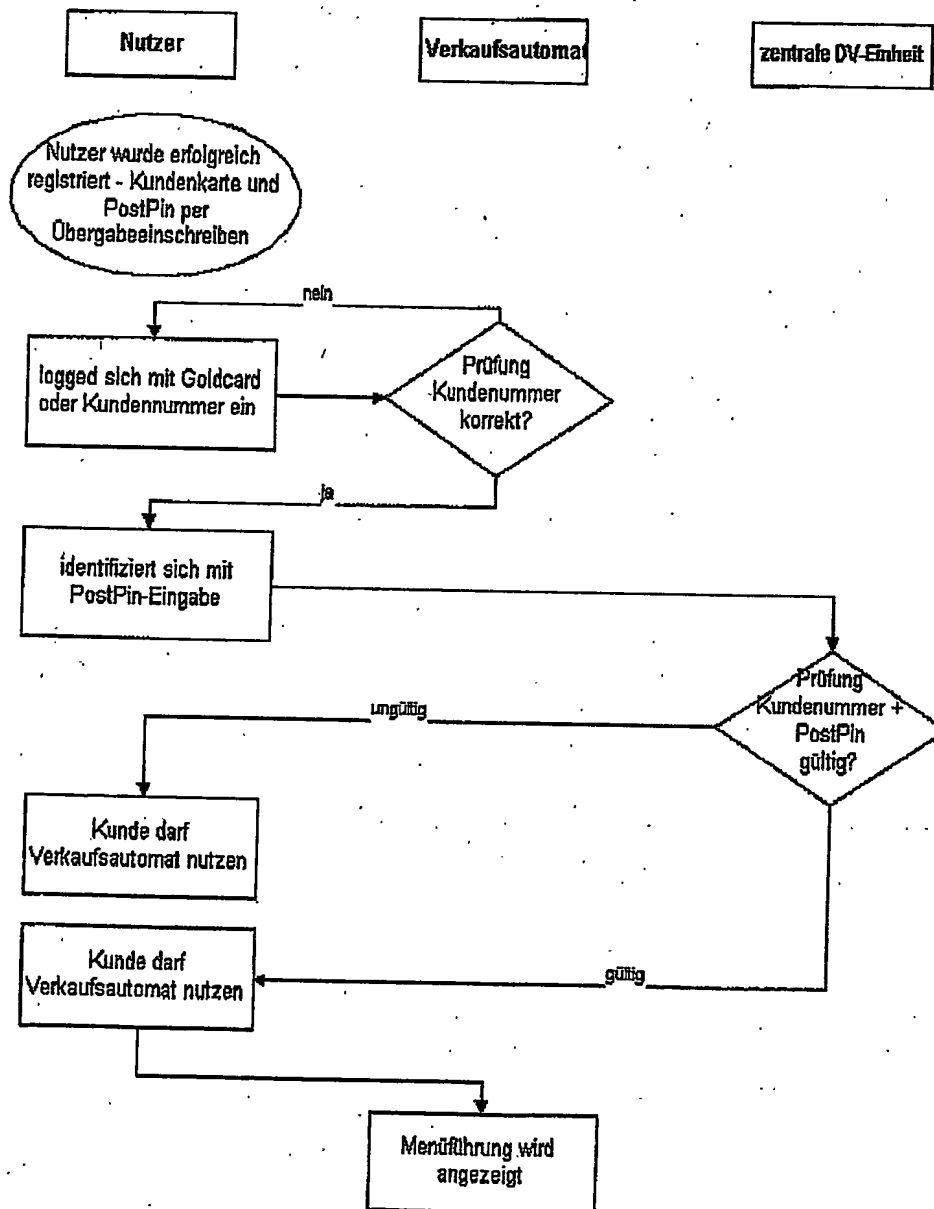 Nutzer
Verkaufsautomat
zentrale DV-Einheit
Nutzer wurde erfolgreich
registriert - Kundenkarte und
PostPin per
Übergabeeinschreiben
nein
logged sich mit Goldcard
oder Kundennummer ein
Prüfung
Kundenummer
korrekt?
ja
identifiziert sich mit
PostPin-Eingabe
Prüfung
Kundenummer +
PostPin
gültig?
ungültig
Kunde darf
Verkaufsautomat nutzen
Kunde darf
Verkaufsautomat nutzen
gültig
Menüführung wird
angezeigt